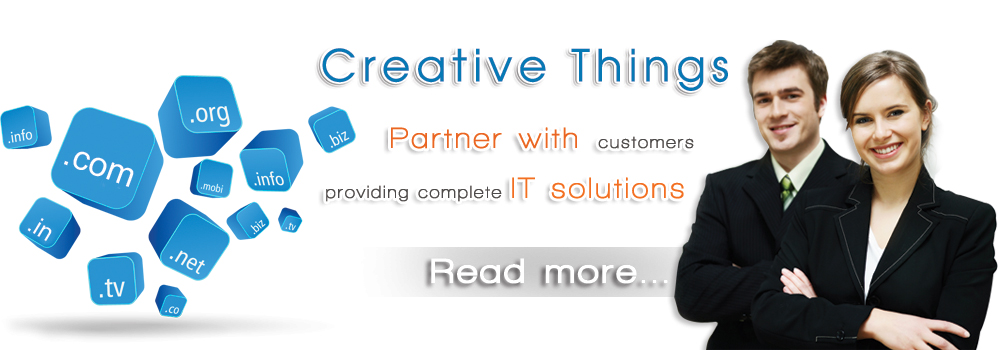 Creative Things
Partner with customers
providing complete IT solutions
Read more...
.info
.com
.org
.biz
.mobi
.info
.in
.net
.biz
.tv
.tv
.co